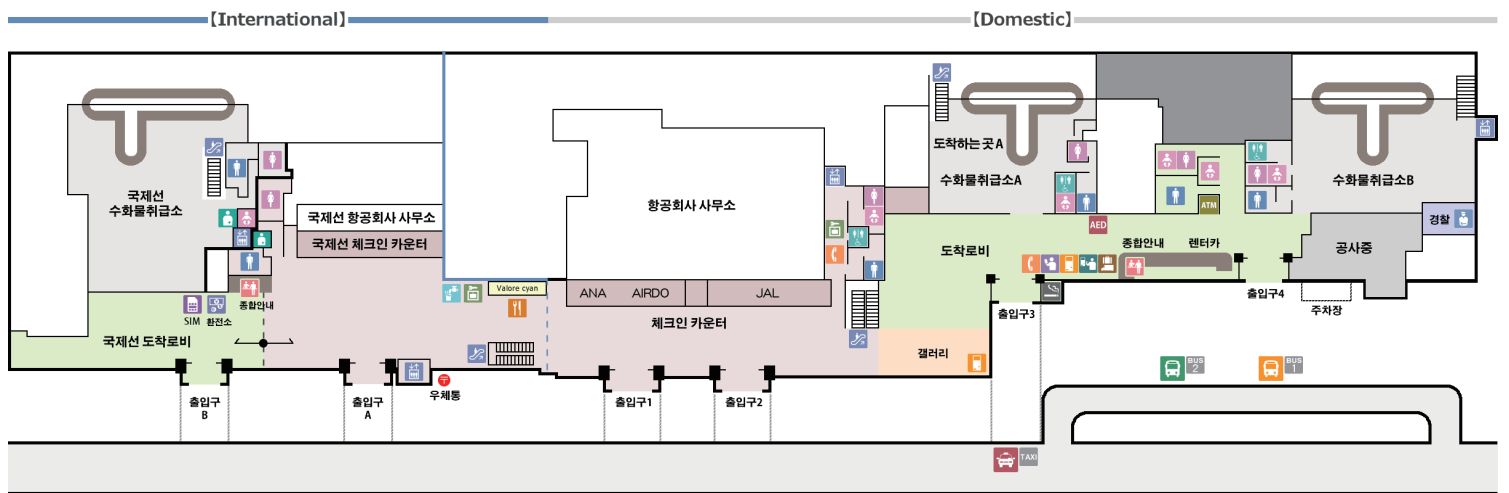 【International】
【Domestic】
국제선
수화물취급소
국제선 항공회사 사무소
국제선 체크인 카운터
종합안내
SIM
환전소
국제선 도착로비
출입구
B
출입구
A
우체통
Valore cyan
항공회사 사무소
ANA
AIRDO
JAL
체크인 카운터
출입구1
출입구2
갤러리
도착하는 곳 A
수화물취급소A
도착로비
AED
ATM
종합안내
렌터카
출입구3
출입구4
수화물취급소B
경찰
공사중
주차장
BUS
2
BUS
1
TAXI